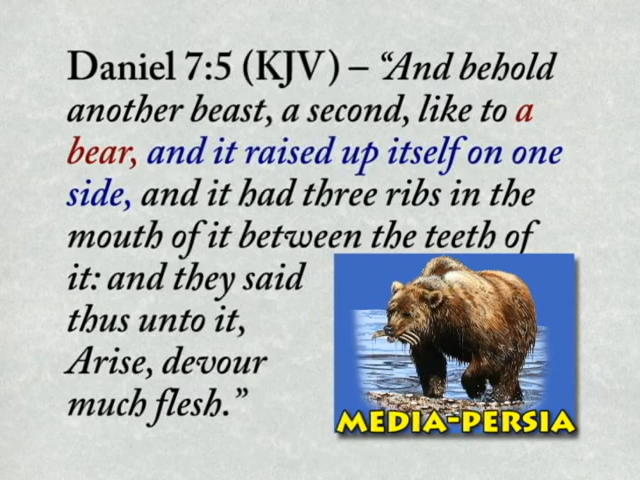 Daniel 7:5 (KJV) – “And behold
another beast, a second, like to a
bear, and it raised up itself on one
side, and it had three ribs in the
mouth of it between the teeth of
it: and they said
thus unto it,
Arise, devour
much flesh.”
MEDIA-PERSIA